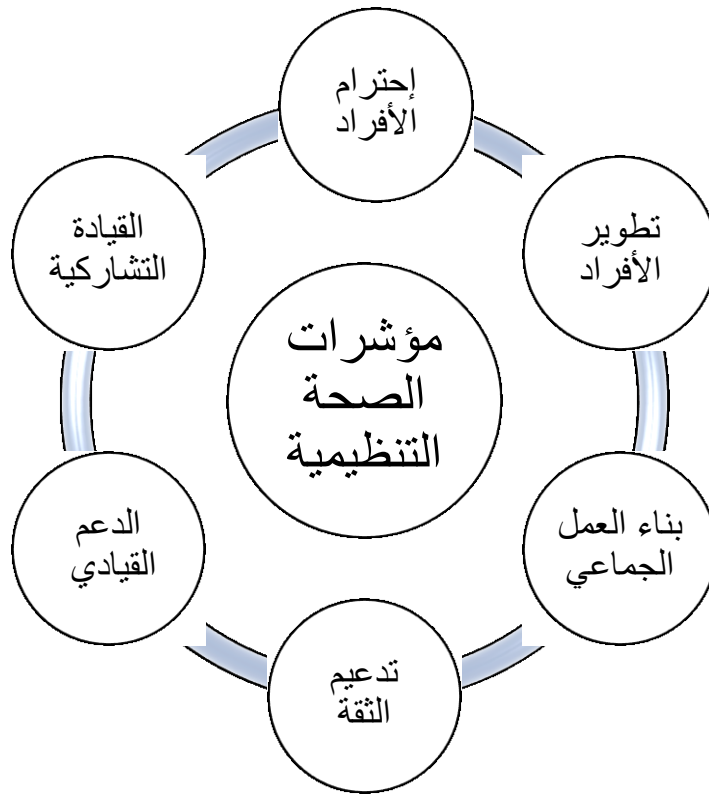 إحترام
الأفراد
تطوير
الأفراد
بناء العمل
الجماعي
تدعيم
الثقة
الدعم
القيادي
القيادة
التشاركية
مؤشرات
الصحة
التنظيمية